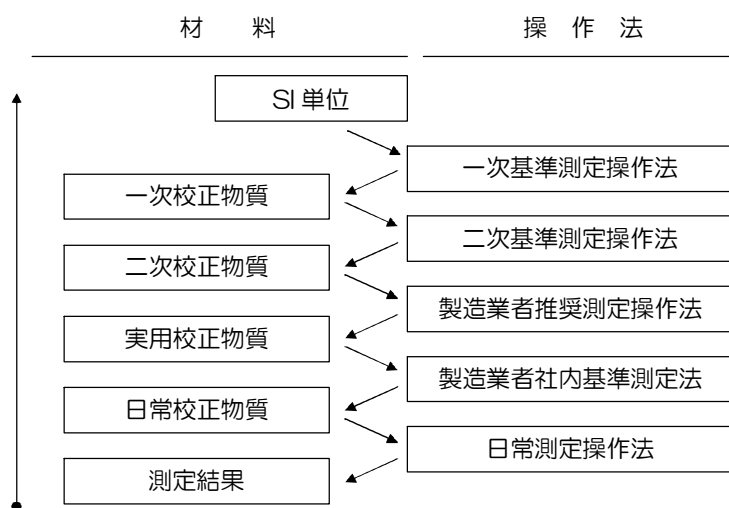 材　料
操 作 法
SI 単位
一次基準測定操作法
一次校正物質
二次基準測定操作法
二次校正物質
製造業者推奨測定操作法
実用校正物質
製造業者社内基準測定法
日常校正物質
日常測定操作法
測定結果